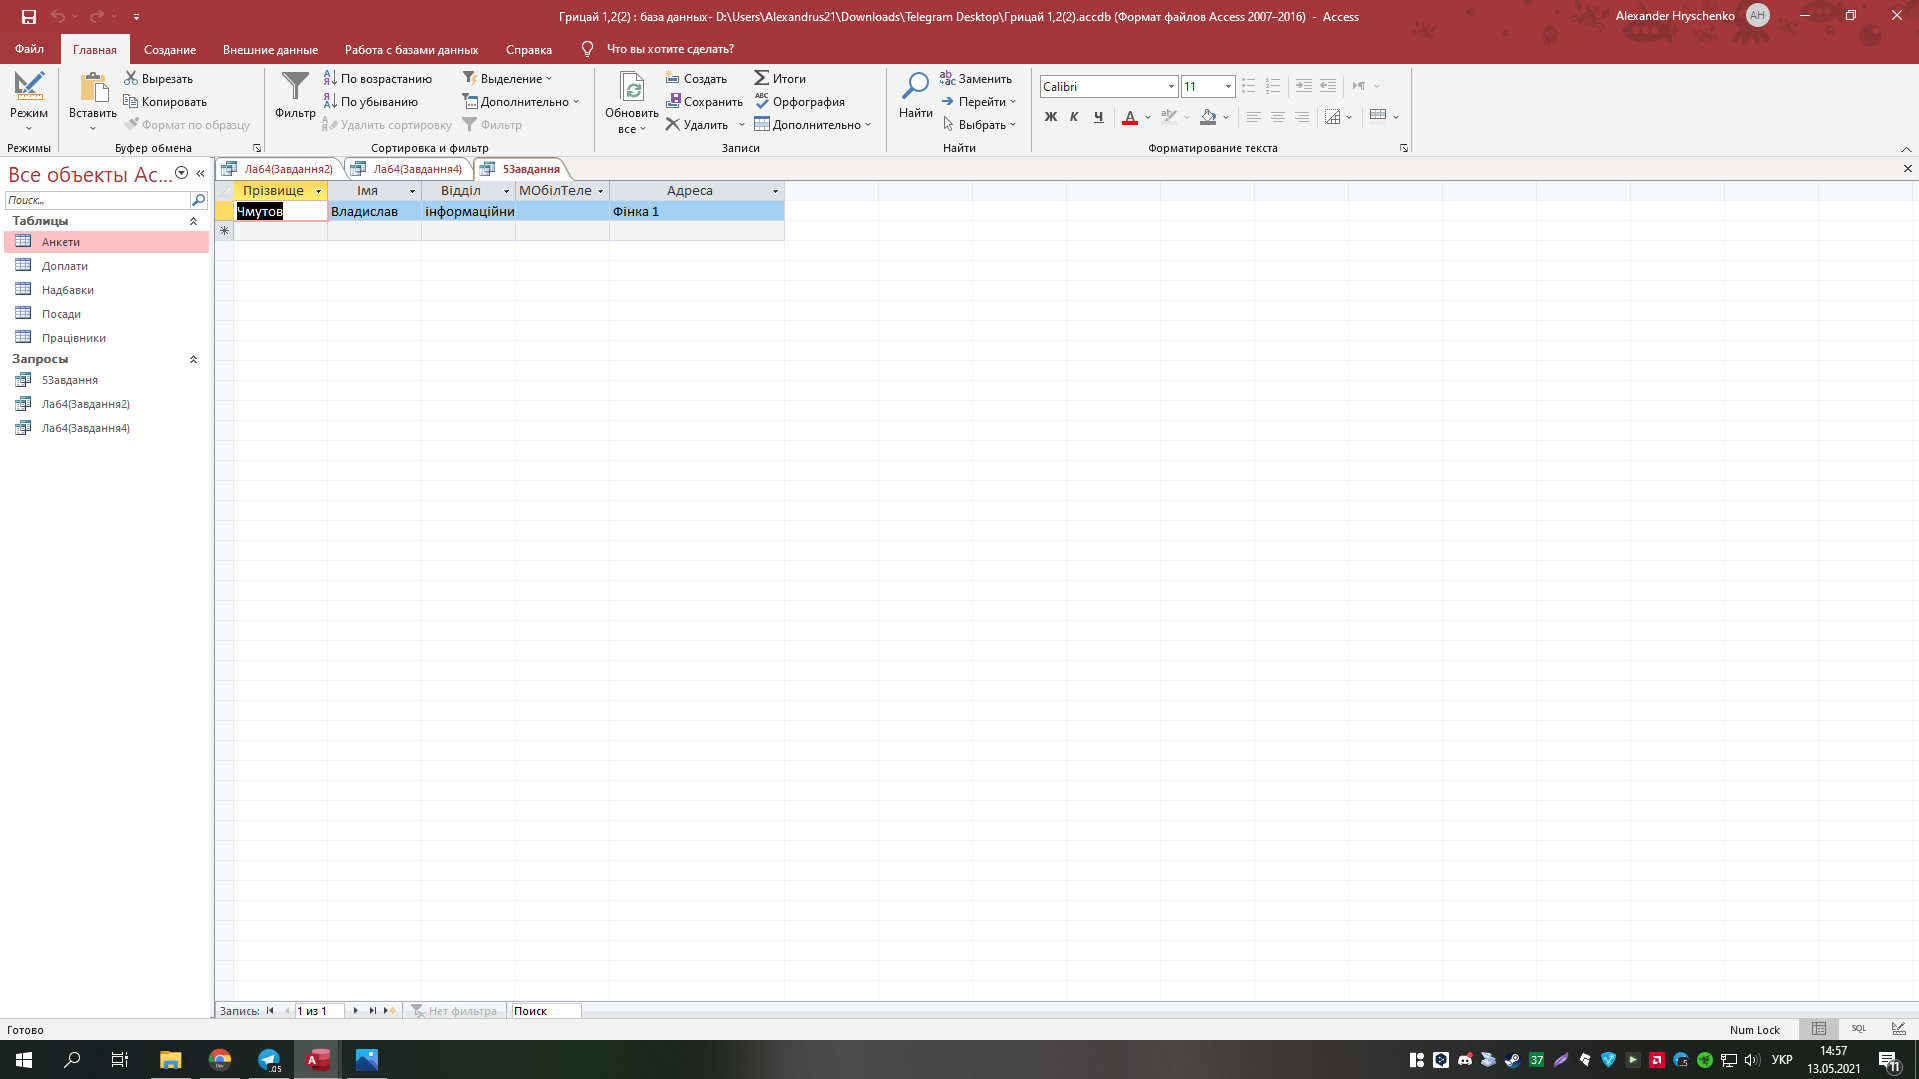 Грицай 1,2(2) : база данных- D:\Users\Alexandrus21\Downloads\Telegram Desktop\Грицай 1,2(2).accdb (Формат файлов Access 2007–2016) - Access
Alexander Hryschenko
AH
Файл
Главная
Создание
Внешние данные
Работа с базами данных
Справка
Что вы хотите сделать?
Режим
Режимы
Вставить
Вырезать
Копировать
Формат по образцу
Буфер обмена
Фильтр
По возрастанию
По убыванию
Удалить сортировку
Выделение
Дополнительно
Фильтр
Сортировка и фильтр
Обновить
все
Создать
Сохранить
Удалить
Итоги
Орфография
Дополнительно
Записи
Найти
Заменить
Перейти
Выбрать
Найти
Calibri
11
Ж К Ч
Форматирование текста
Все объекты Ac...
Поиск...
Таблицы
Анкети
Доплати
Надбавки
Посади
Працівники
Запросы
5Завдання
Лаб4(Завдання2)
Лаб4(Завдання4)
Лаб4(Завдання2)
Лаб4(Завдання4)
5Завдання
Прізвище Імя Відділ МОбілТеле Адреса
Чмутов Владислав інформаційни Фінка 1
Запись: 1 из 1 Нет фильтра Поиск
Готово
Num Lock
SQL
.05
37
УКР
14:57
13.05.2021
11